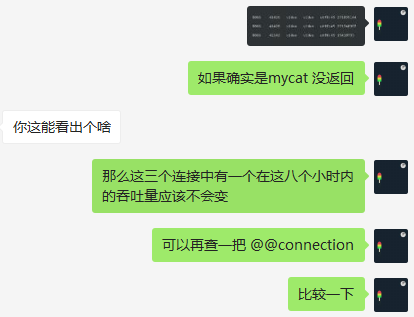 如果确实是mycat 没返回
你这能看出个啥
那么这三个连接中有一个在这八个小时内
的吞吐量应该不会变
可以再查一把 @@connection
比较一下